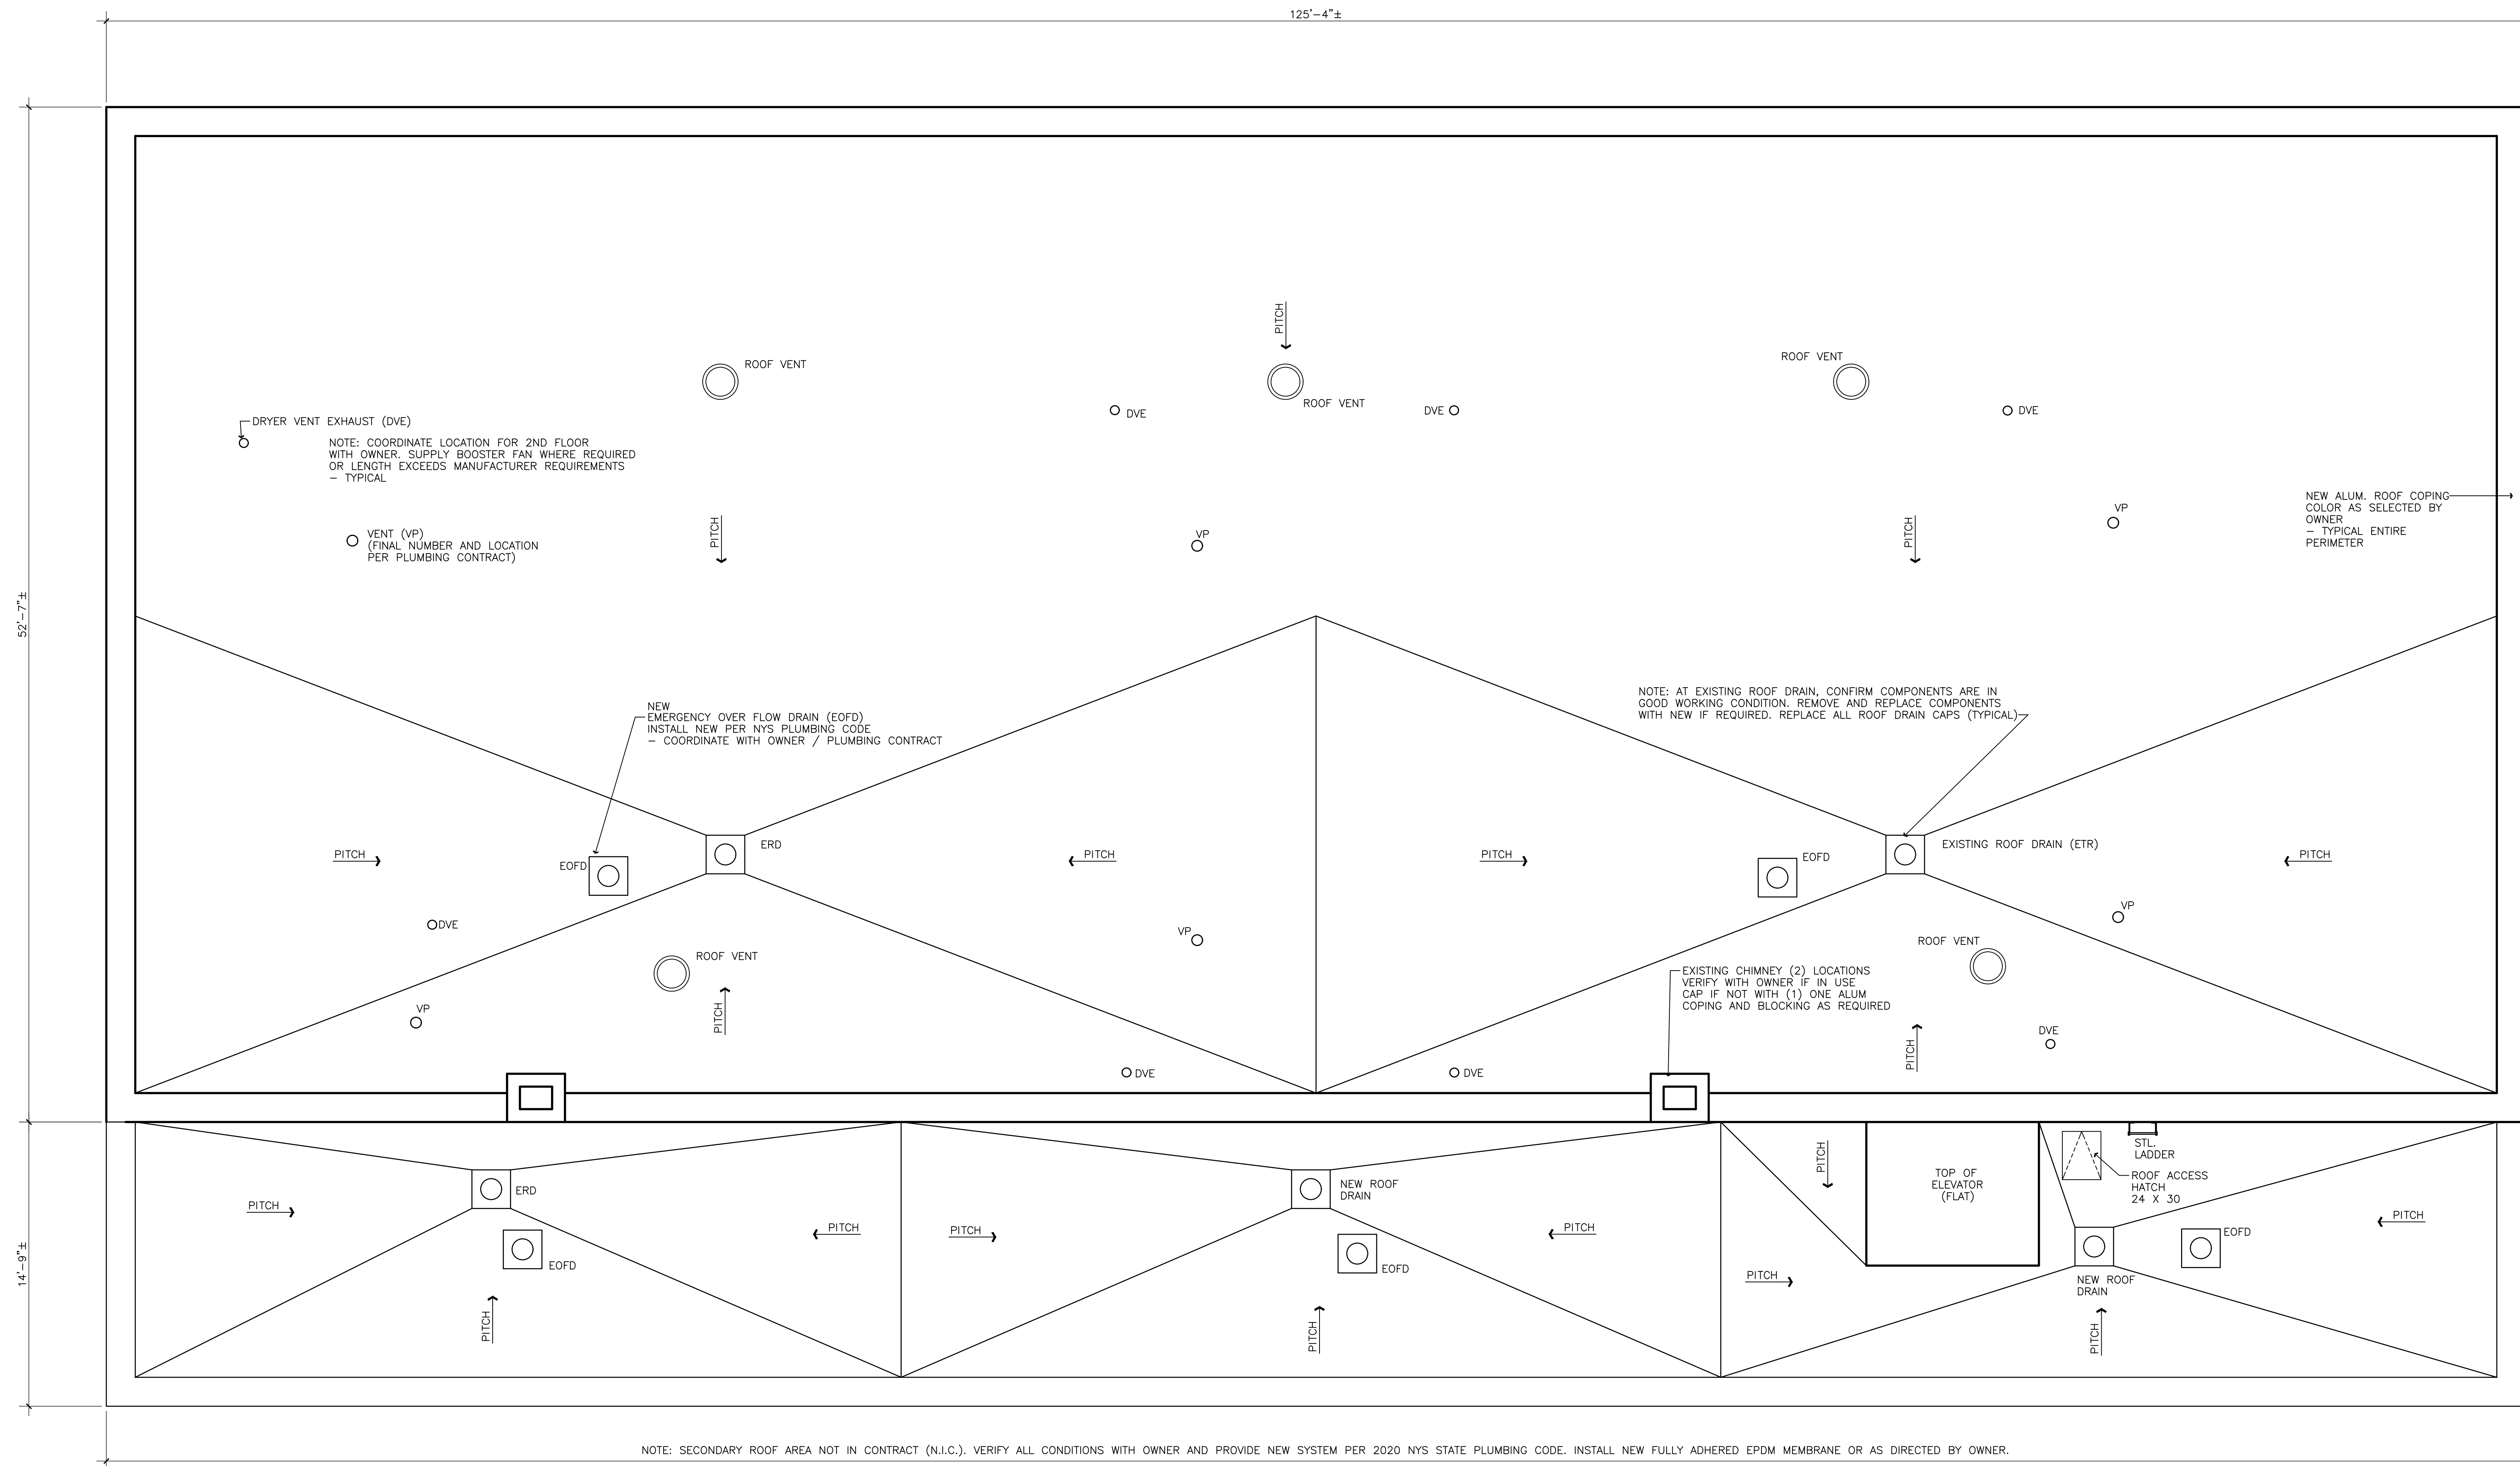 125'-4"±
PITCH
ROOF VENT
ROOF VENT
ROOF VENT
DVE
DVE
DVE
DRYER VENT EXHAUST (DVE)
NOTE: COORDINATE LOCATION FOR 2ND FLOOR
WITH OWNER. SUPPLY BOOSTER FAN WHERE REQUIRED
OR LENGTH EXCEEDS MANUFACTURER REQUIREMENTS
- TYPICAL
VENT (VP)
(FINAL NUMBER AND LOCATION
PER PLUMBING CONTRACT)
PITCH
VP
PITCH
VP
NEW ALUM. ROOF COPING
COLOR AS SELECTED BY
OWNER
- TYPICAL ENTIRE
PERIMETER
52'-7"±
NEW
EMERGENCY OVER FLOW DRAIN (EOFD)
INSTALL NEW PER NYS PLUMBING CODE
- COORDINATE WITH OWNER / PLUMBING CONTRACT
NOTE: AT EXISTING ROOF DRAIN, CONFIRM COMPONENTS ARE IN
GOOD WORKING CONDITION. REMOVE AND REPLACE COMPONENTS
WITH NEW IF REQUIRED. REPLACE ALL ROOF DRAIN CAPS (TYPICAL)
PITCH
EOFD
ERD
PITCH
PITCH
EOFD
EXISTING ROOF DRAIN (ETR)
PITCH
DVE
VP
ROOF VENT
VP
PITCH
DVE
ROOF VENT
VP
EXISTING CHIMNEY (2) LOCATIONS
VERIFY WITH OWNER IF IN USE
CAP IF NOT WITH (1) ONE ALUM
COPING AND BLOCKING AS REQUIRED
DVE
PITCH
DVE
14'-9"±
PITCH
ERD
EOFD
PITCH
PITCH
PITCH
NEW ROOF
DRAIN
EOFD
PITCH
PITCH
PITCH
PITCH
TOP OF
ELEVATOR
(FLAT)
STL.
LADDER
ROOF ACCESS
HATCH
24 X 30
NEW ROOF
DRAIN
EOFD
PITCH
PITCH
NOTE: SECONDARY ROOF AREA NOT IN CONTRACT (N.I.C.). VERIFY ALL CONDITIONS WITH OWNER AND PROVIDE NEW SYSTEM PER 2020 NYS STATE PLUMBING CODE. INSTALL NEW FULLY ADHERED EPDM MEMBRANE OR AS DIRECTED BY OWNER.